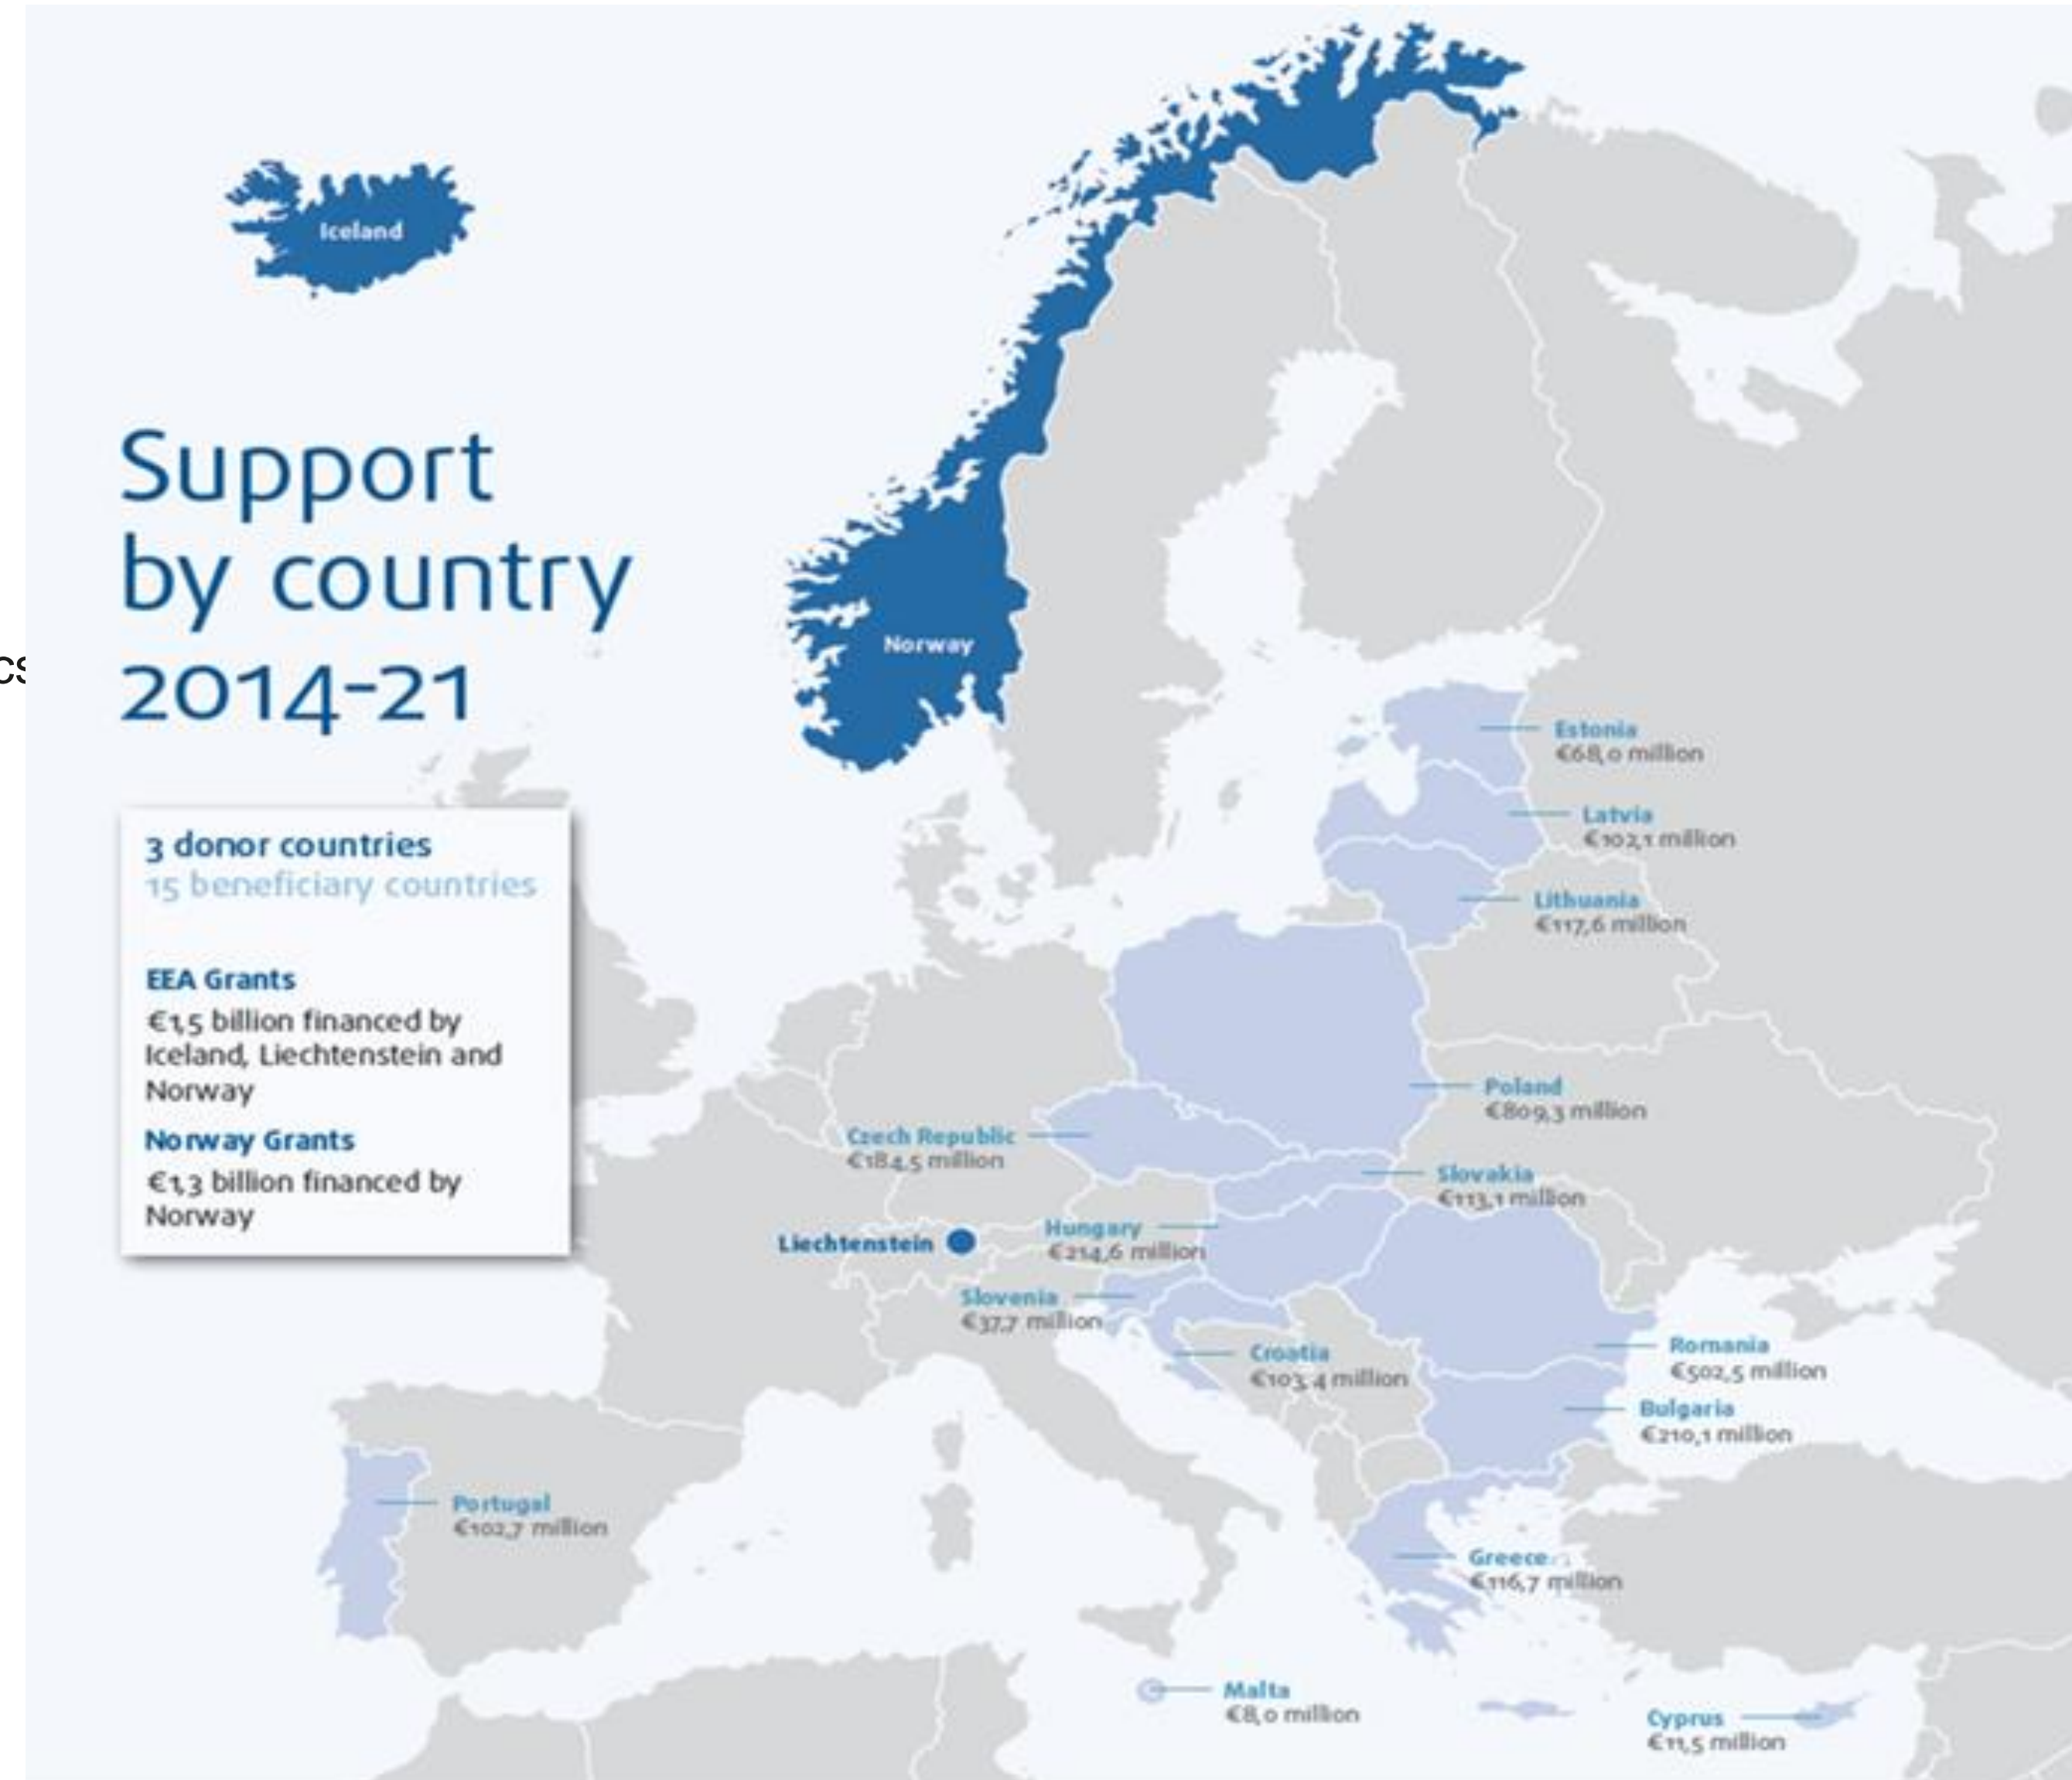 Iceland
Support
by country
2014-21
Norway
cs
3 donor countries
15 beneficiary countries
EEA Grants
€1,5 billion financed by
Iceland, Liechtenstein and
Norway
Norway Grants
€1,3 billion financed by
Norway
Estonia
€68,0 million
Latvia
€102,1 million
Lithuania
€117,6 million
Poland
€809,3 million
Czech Republic
€184,5 million
Slovakia
€113,1 million
Hungary
€214,6 million
Liechtenstein
Slovenia
€37,7 million
Croatia
€103,4 million
Romania
€502,5 million
Bulgaria
€210,1 million
Portugal
€102,7 million
Greece
€116,7 million
Malta
€8,0 million
Cyprus
€11,5 million